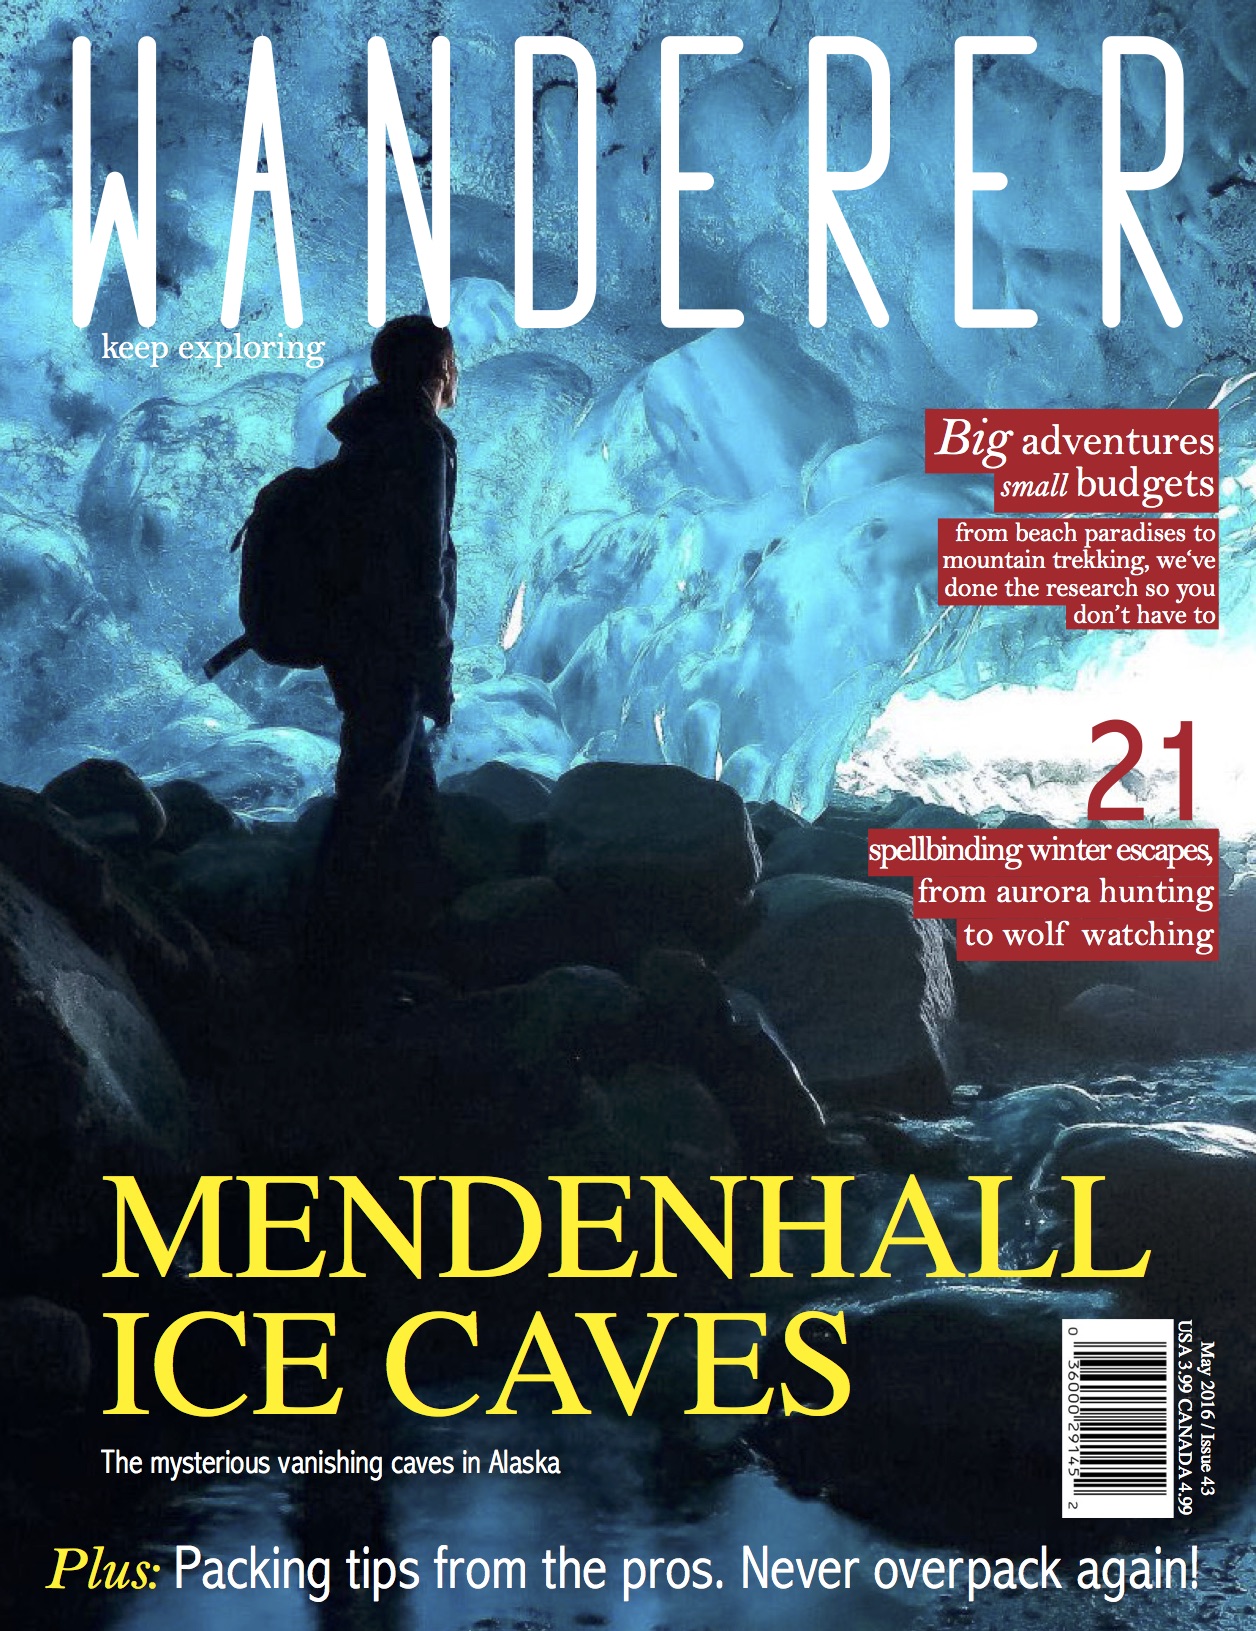 WANDERER
keep exploring
Big adventures
small budgets
from beach paradises to
mountain trekking, we‘ve
done the research so you
don’t have to
21
spellbinding winter escapes,
from aurora hunting
to wolf watching
MENDENHALL
ICE CAVES
The mysterious vanishing caves in Alaska
May 2016 / Issue 43
USA 3.99 CANADA 4.99
0 36000 29145 2
Plus: Packing tips from the pros. Never overpack again!